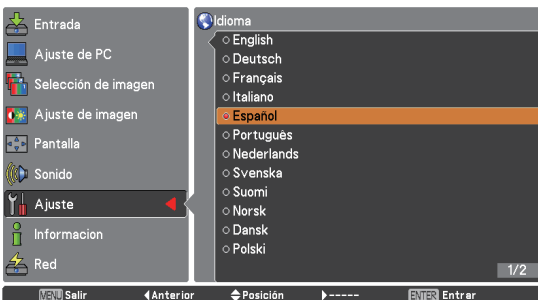 Entrada
Ajuste de PC
Selección de imagen
Ajuste de imagen
Pantalla
Sonido
Ajuste
Informacion
Red
Idioma
English
Deutsch
Français
Italiano
Español
Português
Nederlands
Svenska
Suomi
Norsk
Dansk
Polski
1/2
MENU Salir Anterior Posición ----- ENTER Entrar